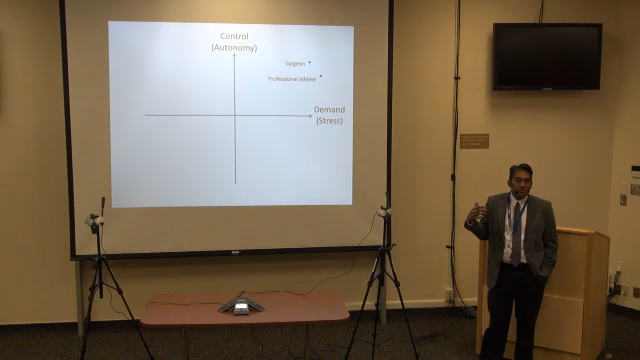 Control
(Autonomy)
Surgeon
Professional athlete
Demand
(Stress)